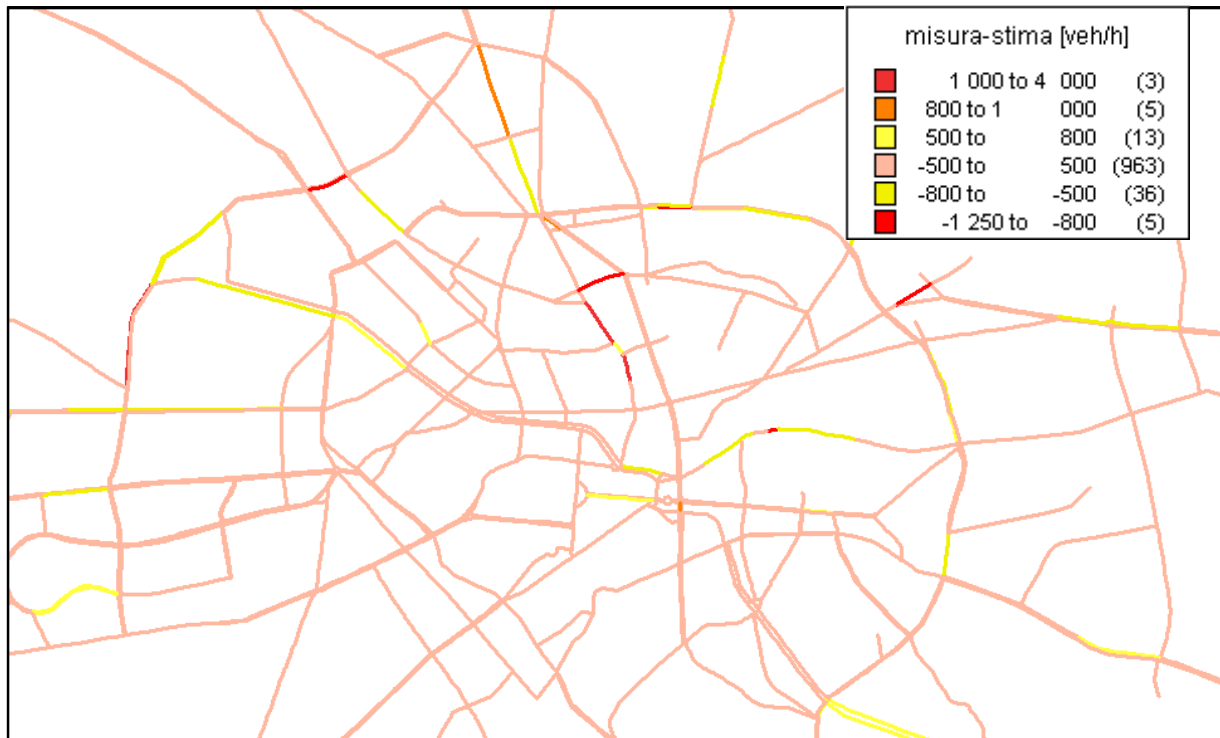 misura-stima [veh/h]
1 000 to 4 000 (3)
800 to 1 000 (5)
500 to 800 (13)
-500 to 500 (963)
-800 to -500 (36)
-1 250 to -800 (5)